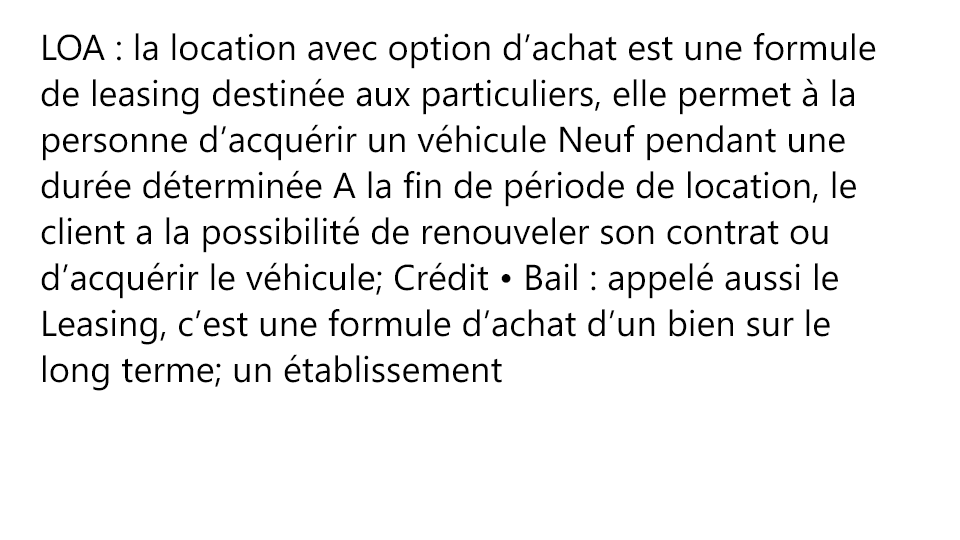 LOA : la location avec option d’achat est une formule
de leasing destinée aux particuliers, elle permet à la
personne d’acquérir un véhicule Neuf pendant une
durée déterminée A la fin de période de location, le
client a la possibilité de renouveler son contrat ou
d’acquérir le véhicule; Crédit • Bail : appelé aussi le
Leasing, c’est une formule d’achat d’un bien sur le
long terme; un établissement